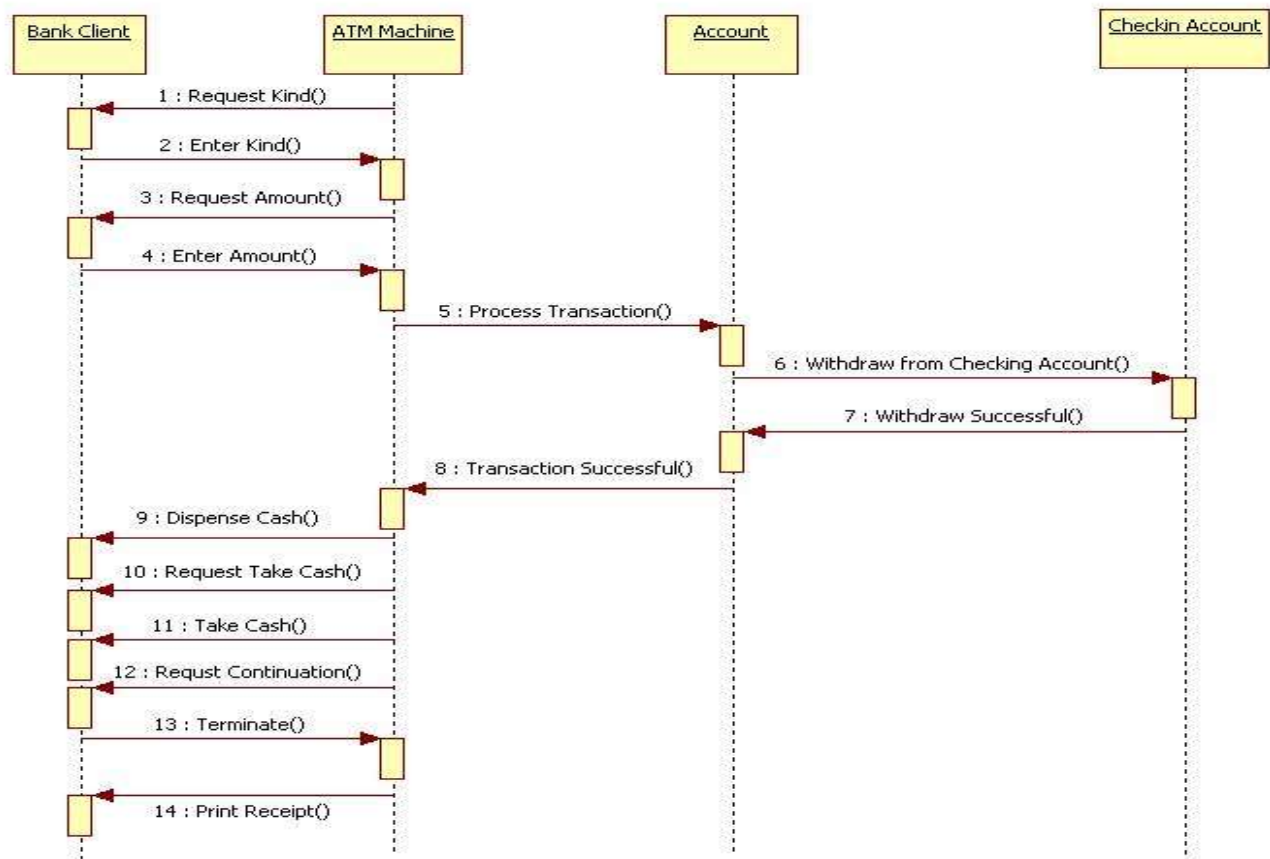 Bank Client
ATM Machine
Account
Checkin Account
1 : Request Kind()
2 : Enter Kind()
3 : Request Amount()
4 : Enter Amount()
5 : Process Transaction()
6 : Withdraw from Checking Account()
7 : Withdraw Successful()
8 : Transaction Successful()
9 : Dispense Cash()
10 : Request Take Cash()
11 : Take Cash()
12 : Requst Continuation()
13 : Terminate()
14 : Print Receipt()